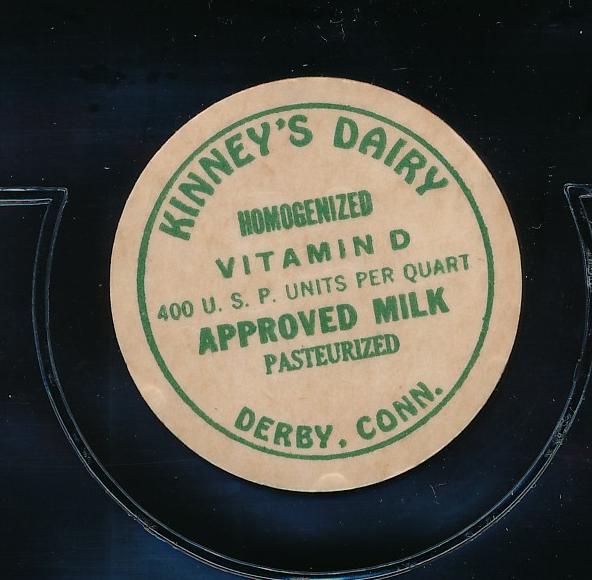 KINNEY'S DAIRY
HOMOGENIZED
VITAMIN D
400 U. S. P. UNITS PER QUART
APPROVED MILK
PASTEURIZED
DERBY, CONN.